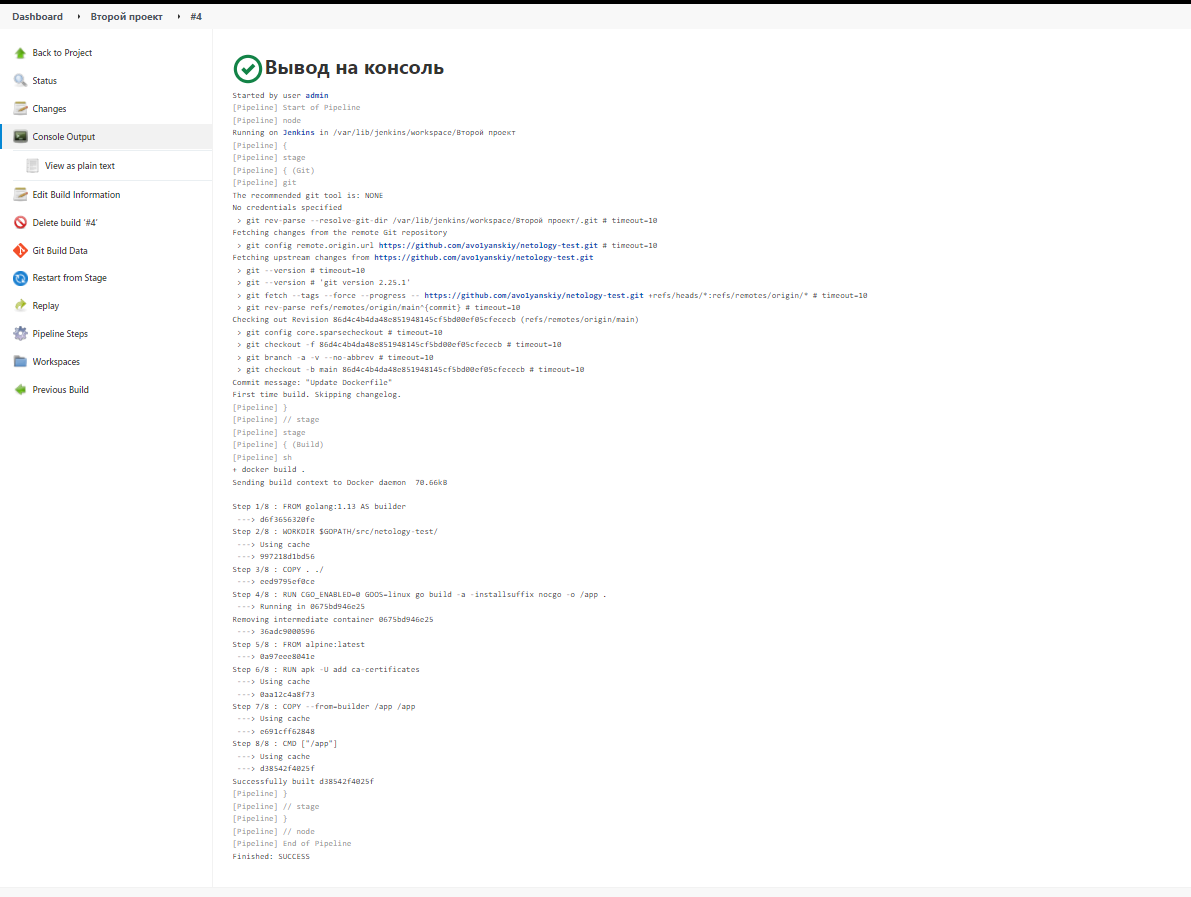 Dashboard
Второй проект
#4
Back to Project
Status
Changes
Console Output
View as plain text
Edit Build Information
Delete build '#4'
Git Build Data
Restart from Stage
Replay
Pipeline Steps
Workspaces
Previous Build
Вывод на консоль
Started by user admin
[Pipeline] Start of Pipeline
[Pipeline] node
Running on Jenkins in /var/lib/jenkins/workspace/Второй проект
[Pipeline] {
[Pipeline] stage
[Pipeline] { (Git)
[Pipeline] git
The recommended git tool is: NONE
No credentials specified
 > git rev-parse --resolve-git-dir /var/lib/jenkins/workspace/Второй проект/.git # timeout=10
Fetching changes from the remote Git repository
 > git config remote.origin.url https://github.com/avo1yanskiy/netology-test.git # timeout=10
Fetching upstream changes from https://github.com/avo1yanskiy/netology-test.git
 > git --version # timeout=10
 > git --version # 'git version 2.25.1'
 > git fetch --tags --force --progress -- https://github.com/avo1yanskiy/netology-test.git +refs/heads/*:refs/remotes/origin/* # timeout=10
 > git rev-parse refs/remotes/origin/main^{commit} # timeout=10
Checking out Revision 86d4c4b4da48e851948145cf5bd00ef05cfececb (refs/remotes/origin/main)
 > git config core.sparsecheckout # timeout=10
 > git checkout -f 86d4c4b4da48e851948145cf5bd00ef05cfececb # timeout=10
 > git branch -a -v --no-abbrev # timeout=10
 > git checkout -b main 86d4c4b4da48e851948145cf5bd00ef05cfececb # timeout=10
Commit message: "Update Dockerfile"
First time build. Skipping changelog.
[Pipeline] }
[Pipeline] // stage
[Pipeline] stage
[Pipeline] { (Build)
[Pipeline] sh
+ docker build .
Sending build context to Docker daemon  70.66kB
Step 1/8 : FROM golang:1.13 AS builder
 ---> d6f3656320fe
Step 2/8 : WORKDIR $GOPATH/src/netology-test/
 ---> Using cache
 ---> 997218d1bd56
Step 3/8 : COPY . ./
 ---> eed9795ef0ce
Step 4/8 : RUN CGO_ENABLED=0 GOOS=linux go build -a -installsuffix nocgo -o /app .
 ---> Running in 0675bd946e25
Removing intermediate container 0675bd946e25
 ---> 36adc9000596
Step 5/8 : FROM alpine:latest
 ---> 0a97eee8041e
Step 6/8 : RUN apk -U add ca-certificates
 ---> Using cache
 ---> 0aa12c4a8f73
Step 7/8 : COPY --from=builder /app /app
 ---> Using cache
 ---> e691cff62848
Step 8/8 : CMD ["/app"]
 ---> Using cache
 ---> d38542f4025f
Successfully built d38542f4025f
[Pipeline] }
[Pipeline] // stage
[Pipeline] }
[Pipeline] // node
[Pipeline] End of Pipeline
Finished: SUCCESS